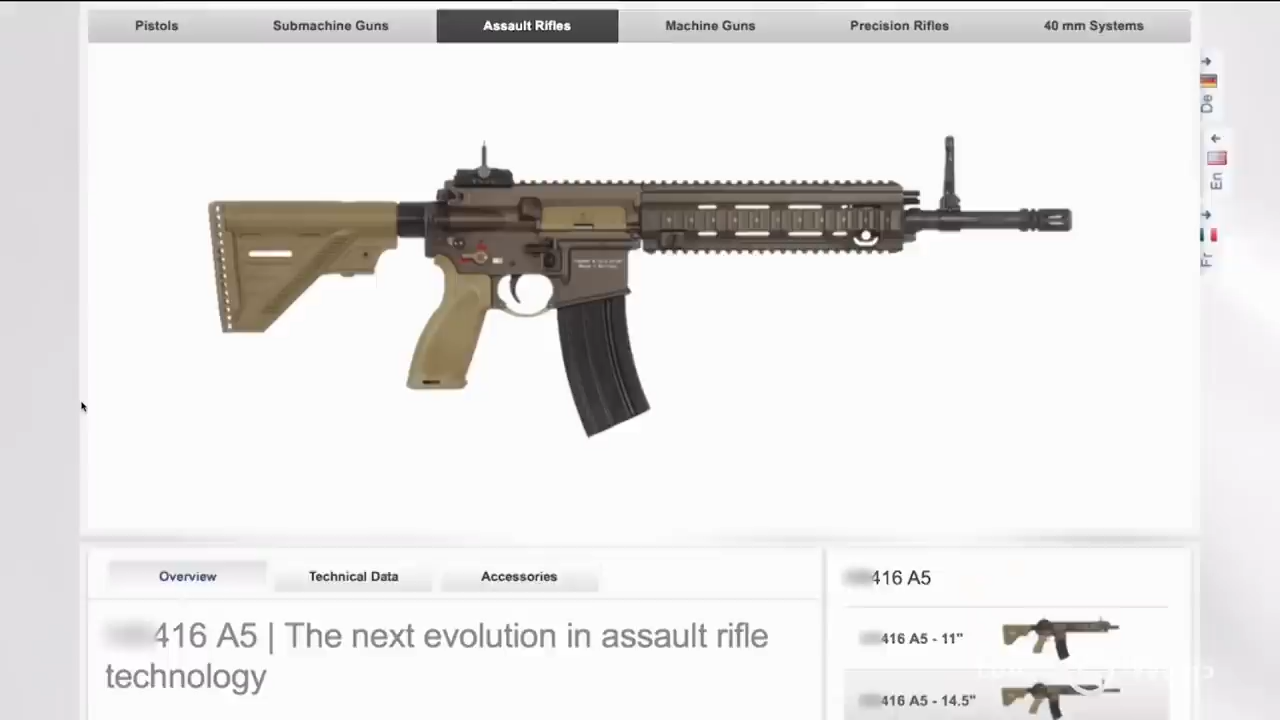 Pistols Submachine Guns Assault Rifles Machine Guns Precision Rifles 40 mm Systems
De
En
Fr
Overview Technical Data Accessories
416 A5
416 A5 | The next evolution in assault rifle
technology
416 A5 - 11"
416 A5 - 14.5"